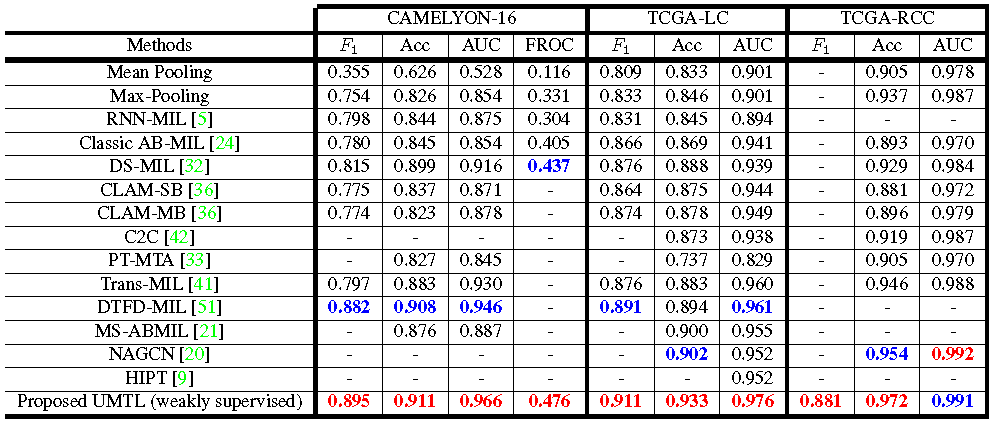 CAMELYON-16 TCGA-LC TCGA-RCC
Methods F1 Acc AUC FROC F1 Acc AUC F1 Acc AUC
Mean Pooling 0.355 0.626 0.528 0.116 0.809 0.833 0.901 - 0.905 0.978
Max-Pooling 0.754 0.826 0.854 0.331 0.833 0.846 0.901 - 0.937 0.987
RNN-MIL [5] 0.798 0.844 0.875 0.304 0.831 0.845 0.894 - - -
Classic AB-MIL [24] 0.780 0.845 0.854 0.405 0.866 0.869 0.941 - 0.893 0.970
DS-MIL [32] 0.815 0.899 0.916 0.437 0.876 0.888 0.939 - 0.929 0.984
CLAM-SB [36] 0.775 0.837 0.871 - 0.864 0.875 0.944 - 0.881 0.972
CLAM-MB [36] 0.774 0.823 0.878 - 0.874 0.878 0.949 - 0.896 0.979
C2C [42] - - - - - 0.873 0.938 - 0.919 0.987
PT-MTA [33] - 0.827 0.845 - - 0.737 0.829 - 0.905 0.970
Trans-MIL [41] 0.797 0.883 0.930 - 0.876 0.883 0.960 - 0.946 0.988
DTFD-MIL [51] 0.882 0.908 0.946 - 0.891 0.894 0.961 - - -
MS-ABMIL [21] - 0.876 0.887 - - 0.900 0.955 - - -
NAGCN [20] - - - - - 0.902 0.952 - 0.954 0.992
HIPT [9] - - - - - - 0.952 - - -
Proposed UMTL (weakly supervised) 0.895 0.911 0.966 0.476 0.911 0.933 0.976 0.881 0.972 0.991